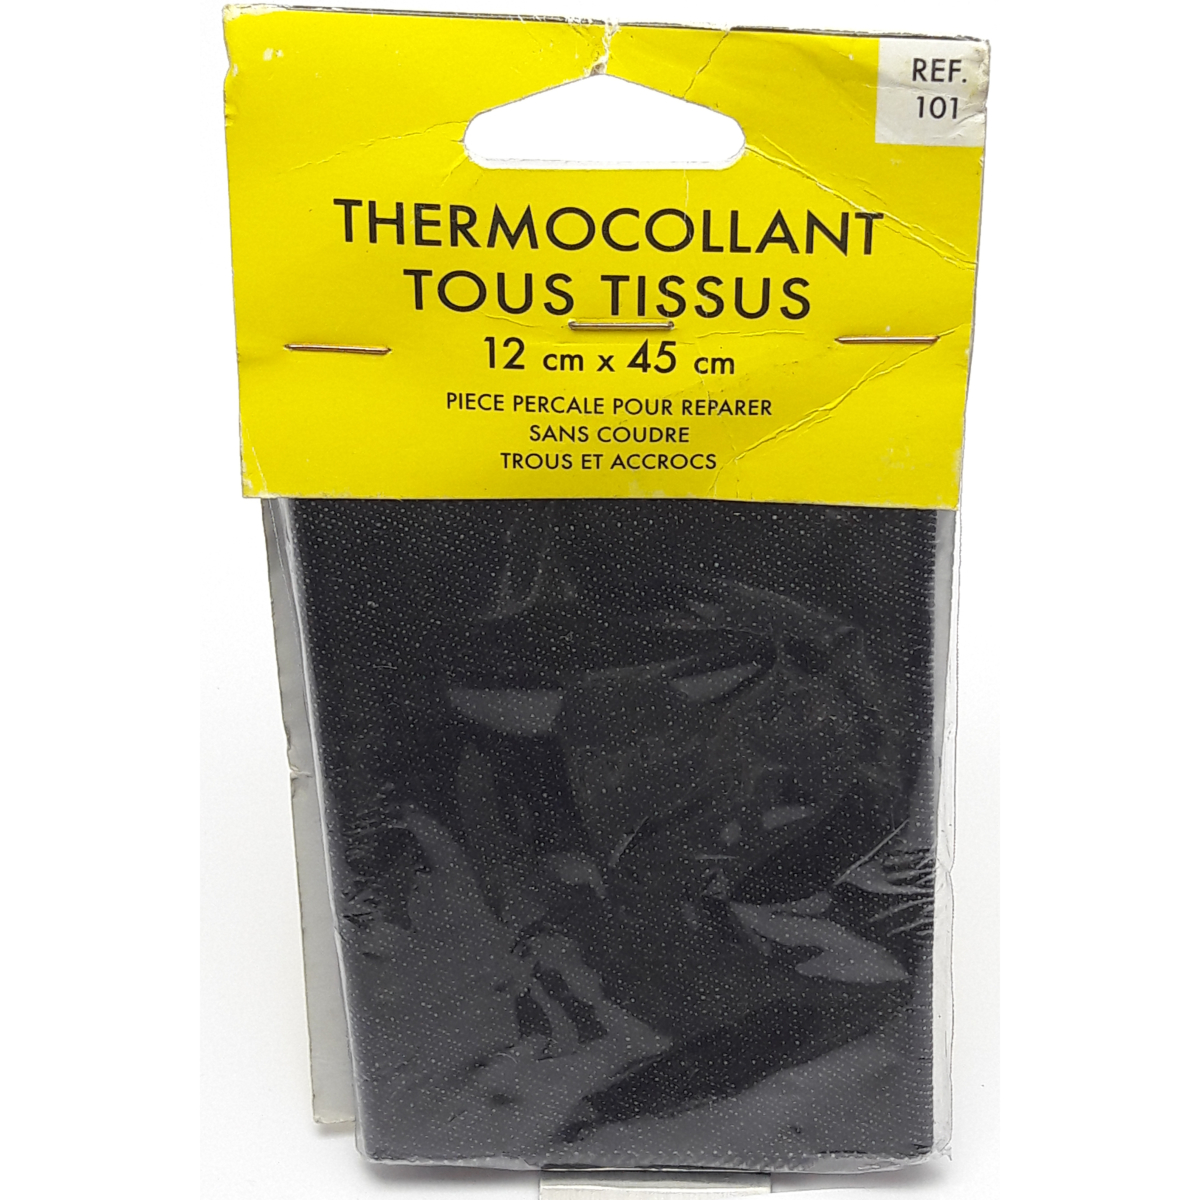 REF.
101
THERMOCOLLANT
TOUS TISSUS
12 cm x 45 cm
PIECE PERCALE POUR REPARER
SANS COUDRE
TROUS ET ACCROCS